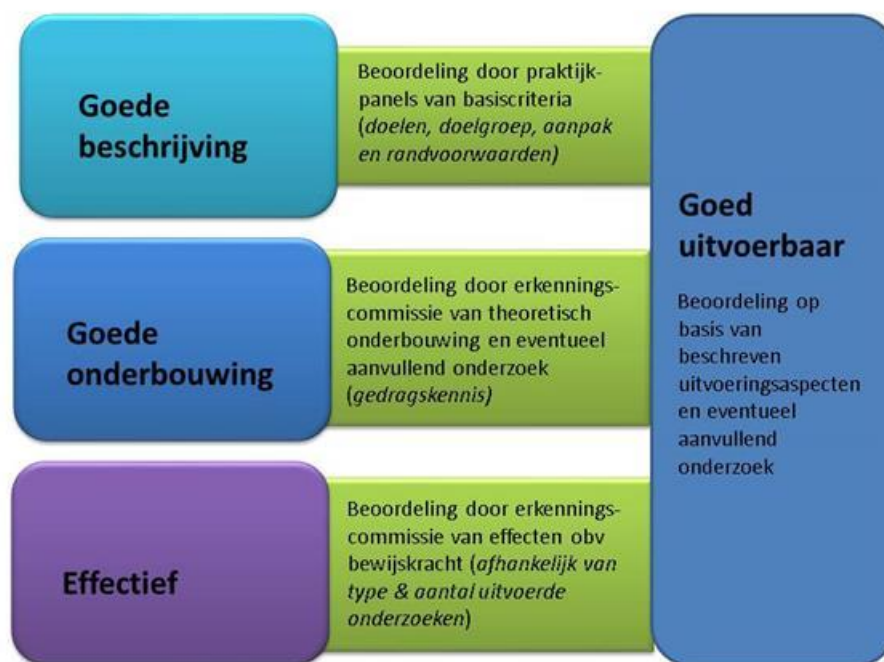 Goede
beschrijving
Beoordeling door praktijk-
panels van basiscriteria
(doelen, doelgroep, aanpak
en randvoorwaarden)
Goede
onderbouwing
Beoordeling door erkennings-
commissie van theoretisch
onderbouwing en eventueel
aanvullend onderzoek
(gedragskennis)
Effectief
Beoordeling door erkennings-
commissie van effecten obv
bewijskracht (afhankelijk van
type & aantal uitvoerde
onderzoeken)
Goed
uitvoerbaar
Beoordeling op
basis van
beschreven
uitvoeringsaspecten
en eventueel
aanvullend
onderzoek